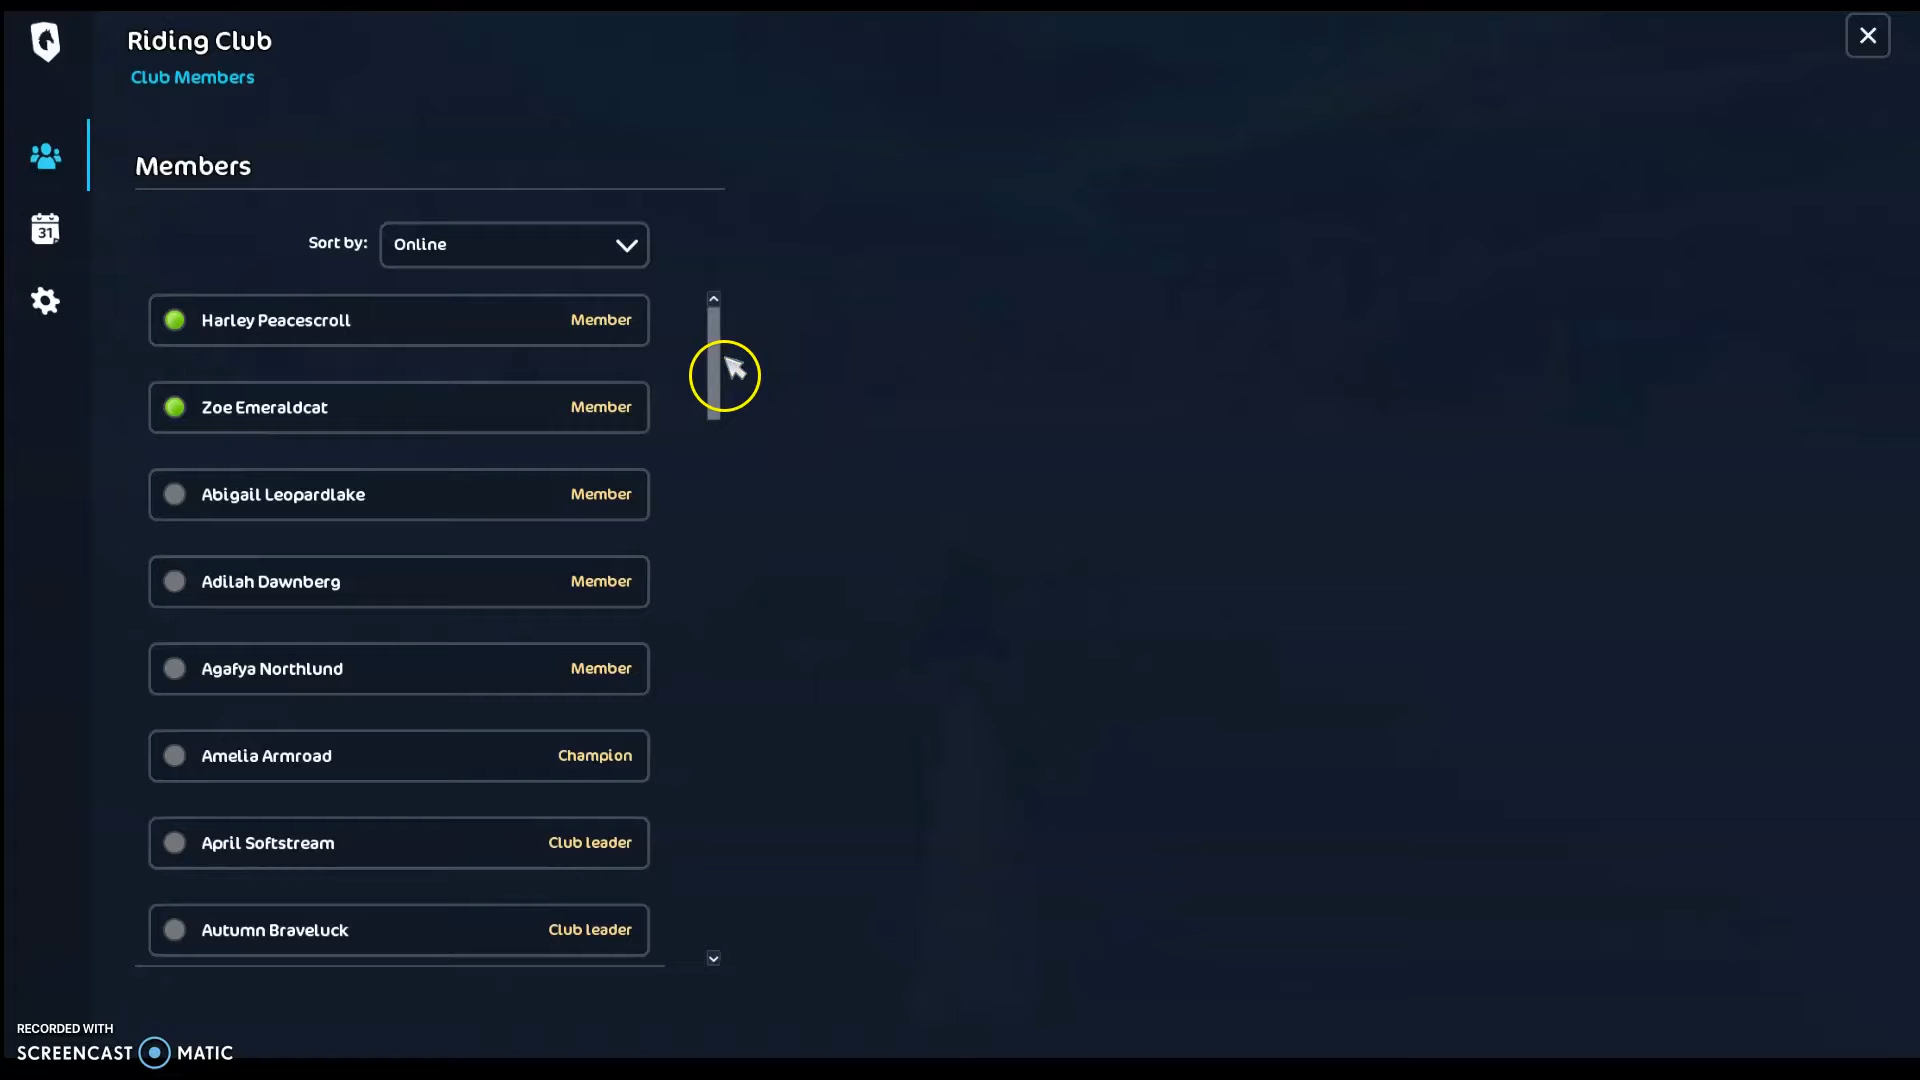 Riding Club
Club Members
Members
Sort by: Online
Harley Peacescroll Member
Zoe Emeraldcat Member
31
Abigail Leopardlake Member
Adilah Dawnberg Member
Agafya Northlund Member
Amelia Armroad Champion
April Softstream Club leader
Autumn Braveluck Club leader
RECORDED WITH
SCREENCAST MATIC